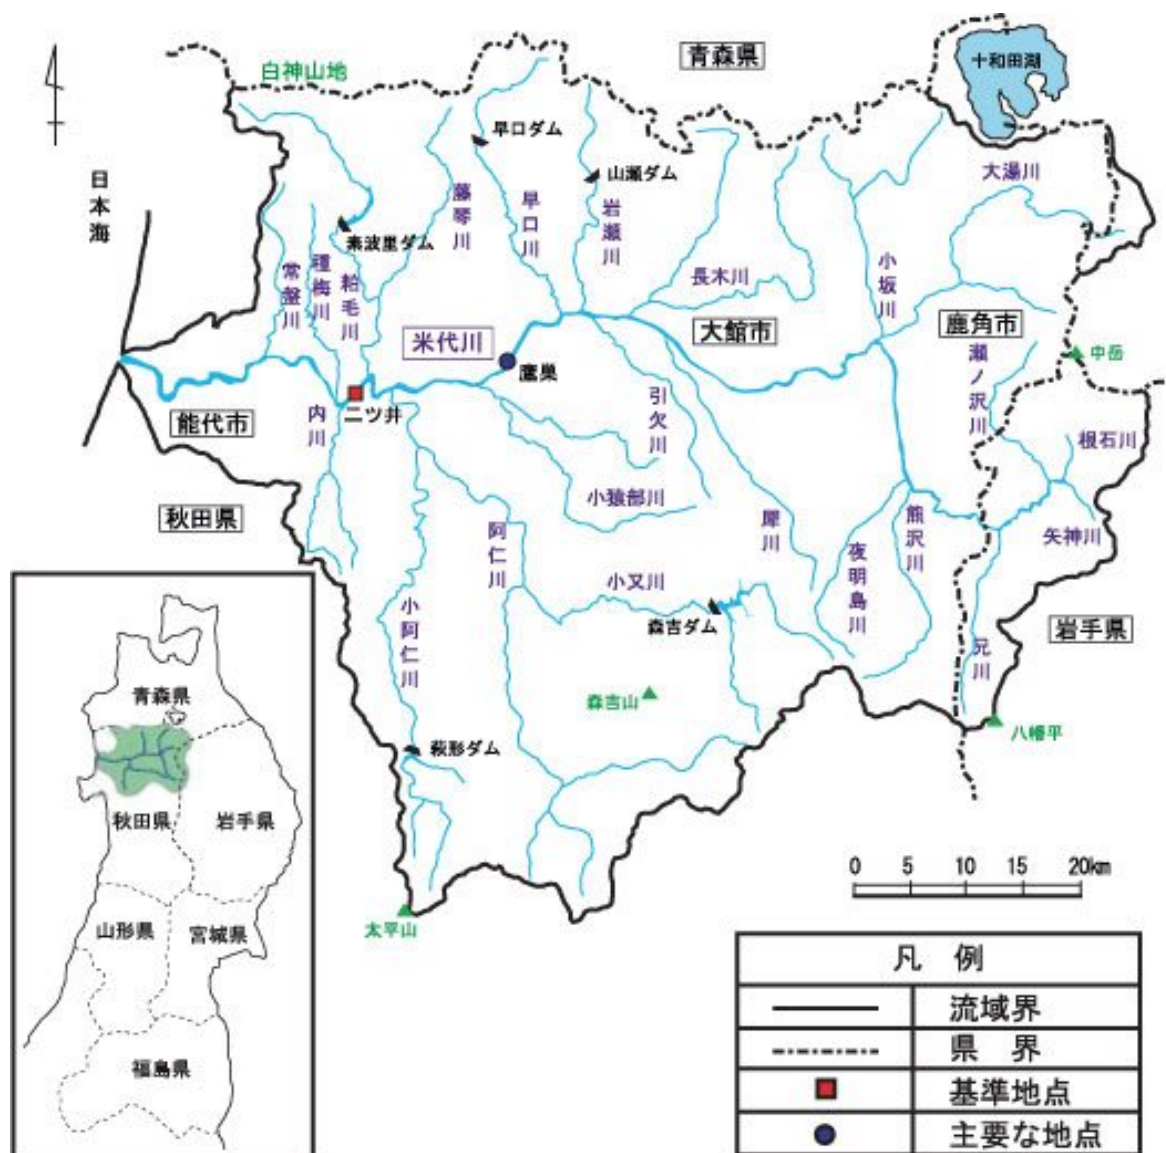 青森県
十和田湖
白神山地
早口ダム
山瀬ダム
大湯川
日本海
藤琴川
早口川
岩瀬川
素波里ダム
常盤川
種梅川
粕毛川
長木川
小坂川
米代川
大館市
鹿角市
中岳
鷹巣
瀬ノ沢川
二ツ井
能代市
内川
引欠川
根石川
秋田県
小猿部川
阿仁川
犀川
熊沢川
夜明島川
矢神川
小又川
小阿仁川
森吉ダム
岩手県
兄川
森吉山
八幡平
萩形ダム
太平山
0 5 10 15 20km
青森県
秋田県
岩手県
山形県
宮城県
福島県
凡 例
流域界
県 界
基準地点
主要な地点